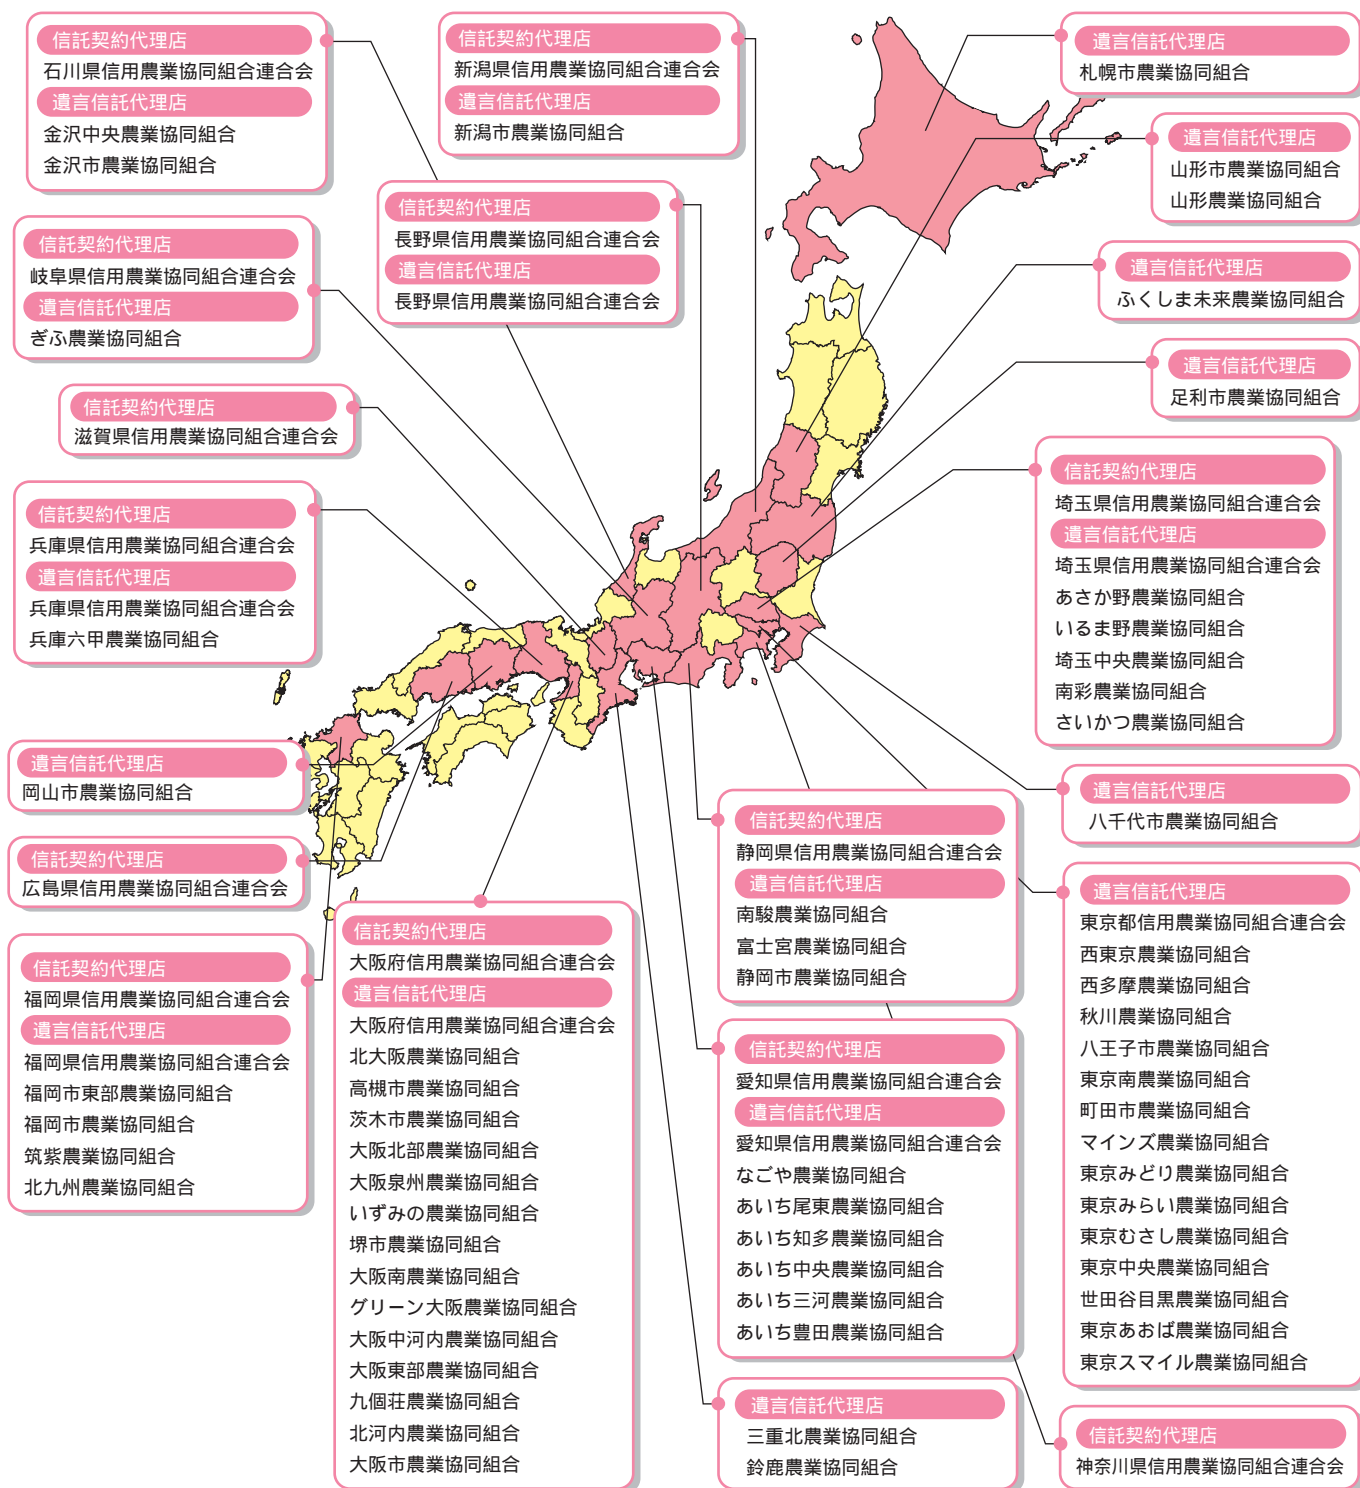 信託契約代理店
石川県信用農業協同組合連合会
遺言信託代理店
金沢中央農業協同組合
金沢市農業協同組合
信託契約代理店
新潟県信用農業協同組合連合会
遺言信託代理店
新潟市農業協同組合
遺言信託代理店
札幌市農業協同組合
遺言信託代理店
山形市農業協同組合
山形農業協同組合
信託契約代理店
長野県信用農業協同組合連合会
遺言信託代理店
長野県信用農業協同組合連合会
信託契約代理店
岐阜県信用農業協同組合連合会
遺言信託代理店
ぎふ農業協同組合
遺言信託代理店
ふくしま未来農業協同組合
遺言信託代理店
足利市農業協同組合
信託契約代理店
滋賀県信用農業協同組合連合会
信託契約代理店
埼玉県信用農業協同組合連合会
遺言信託代理店
埼玉県信用農業協同組合連合会
あさか野農業協同組合
いるま野農業協同組合
埼玉中央農業協同組合
南彩農業協同組合
さいかつ農業協同組合
信託契約代理店
兵庫県信用農業協同組合連合会
遺言信託代理店
兵庫県信用農業協同組合連合会
兵庫六甲農業協同組合
遺言信託代理店
岡山市農業協同組合
遺言信託代理店
八千代市農業協同組合
信託契約代理店
広島県信用農業協同組合連合会
信託契約代理店
静岡県信用農業協同組合連合会
遺言信託代理店
南駿農業協同組合
富士宮農業協同組合
静岡市農業協同組合
遺言信託代理店
東京都信用農業協同組合連合会
西東京農業協同組合
西多摩農業協同組合
秋川農業協同組合
八王子市農業協同組合
東京南農業協同組合
町田市農業協同組合
マインズ農業協同組合
東京みどり農業協同組合
東京みらい農業協同組合
東京むさし農業協同組合
東京中央農業協同組合
世田谷目黒農業協同組合
東京あおば農業協同組合
東京スマイル農業協同組合
信託契約代理店
福岡県信用農業協同組合連合会
遺言信託代理店
福岡県信用農業協同組合連合会
福岡市東部農業協同組合
福岡市農業協同組合
筑紫農業協同組合
北九州農業協同組合
信託契約代理店
大阪府信用農業協同組合連合会
遺言信託代理店
大阪府信用農業協同組合連合会
北大阪農業協同組合
高槻市農業協同組合
茨木市農業協同組合
大阪北部農業協同組合
大阪泉州農業協同組合
いずみの農業協同組合
堺市農業協同組合
大阪南農業協同組合
グリーン大阪農業協同組合
大阪中河内農業協同組合
大阪東部農業協同組合
九個荘農業協同組合
北河内農業協同組合
大阪市農業協同組合
信託契約代理店
愛知県信用農業協同組合連合会
遺言信託代理店
愛知県信用農業協同組合連合会
なごや農業協同組合
あいち尾東農業協同組合
あいち知多農業協同組合
あいち中央農業協同組合
あいち三河農業協同組合
あいち豊田農業協同組合
遺言信託代理店
三重北農業協同組合
鈴鹿農業協同組合
信託契約代理店
神奈川県信用農業協同組合連合会